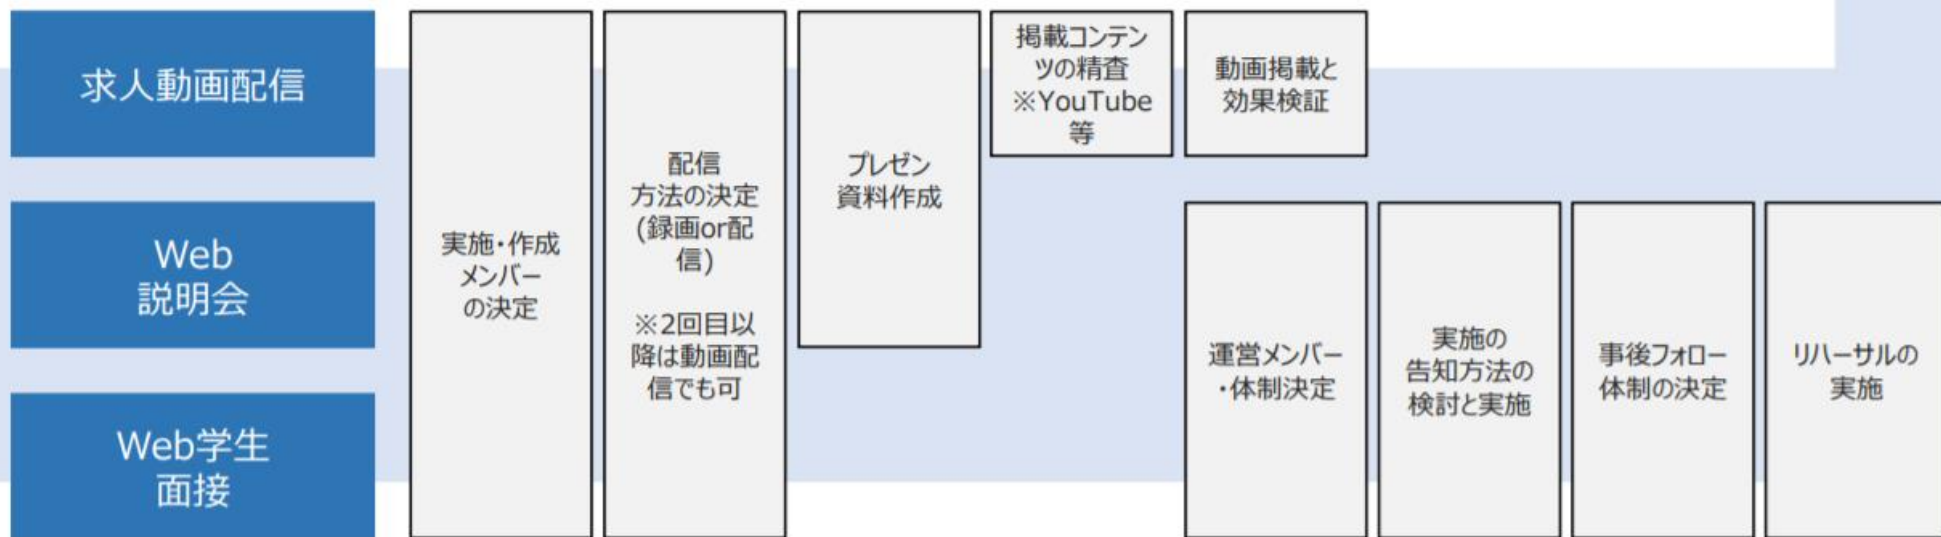 求人動画配信
Web
説明会
Web学生
面接
実施・作成
メンバー
の決定
配信
方法の決定
(録画or配
信)
※2回目以
降は動画配
信でも可
プレゼン
資料作成
掲載コンテン
ツの精査
※YouTube
等
動画掲載と
効果検証
運営メンバー
・体制決定
実施の
告知方法の
検討と実施
事後フォロー
体制の決定
リハーサルの
実施